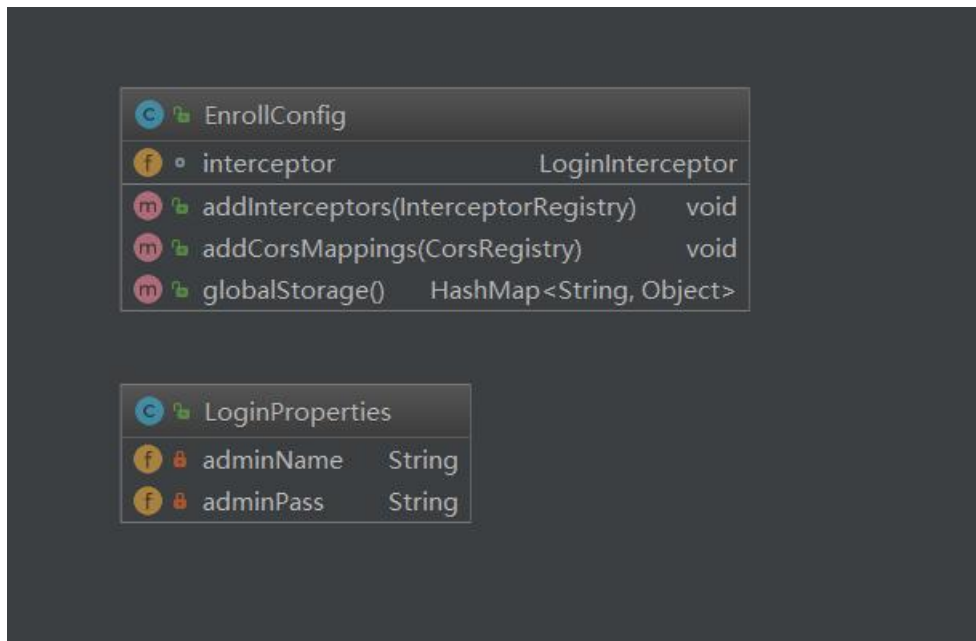 C EnrollConfig
f interceptor LoginInterceptor
m addInterceptors(InterceptorRegistry) void
m addCorsMappings(CorsRegistry) void
m globalStorage() HashMap<String, Object>
C LoginProperties
f adminName String
f adminPass String